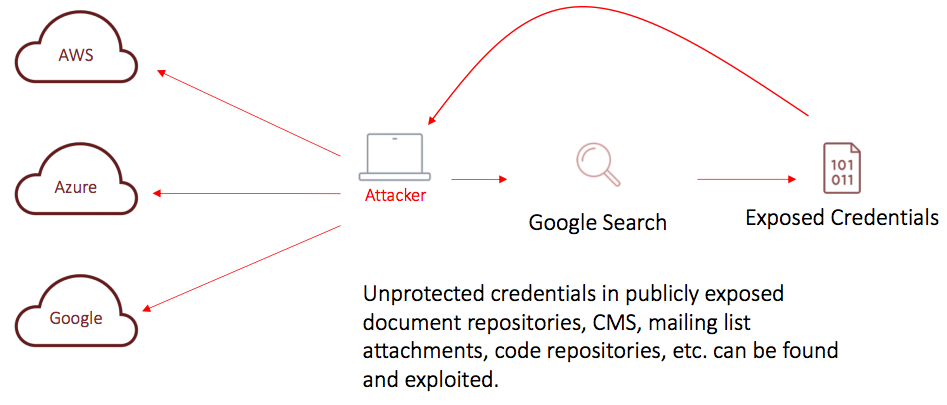 AWS
Azure
Google
Attacker
Google Search
101
011
Exposed Credentials
Unprotected credentials in publicly exposed
document repositories, CMS, mailing list
attachments, code repositories, etc. can be found
and exploited.